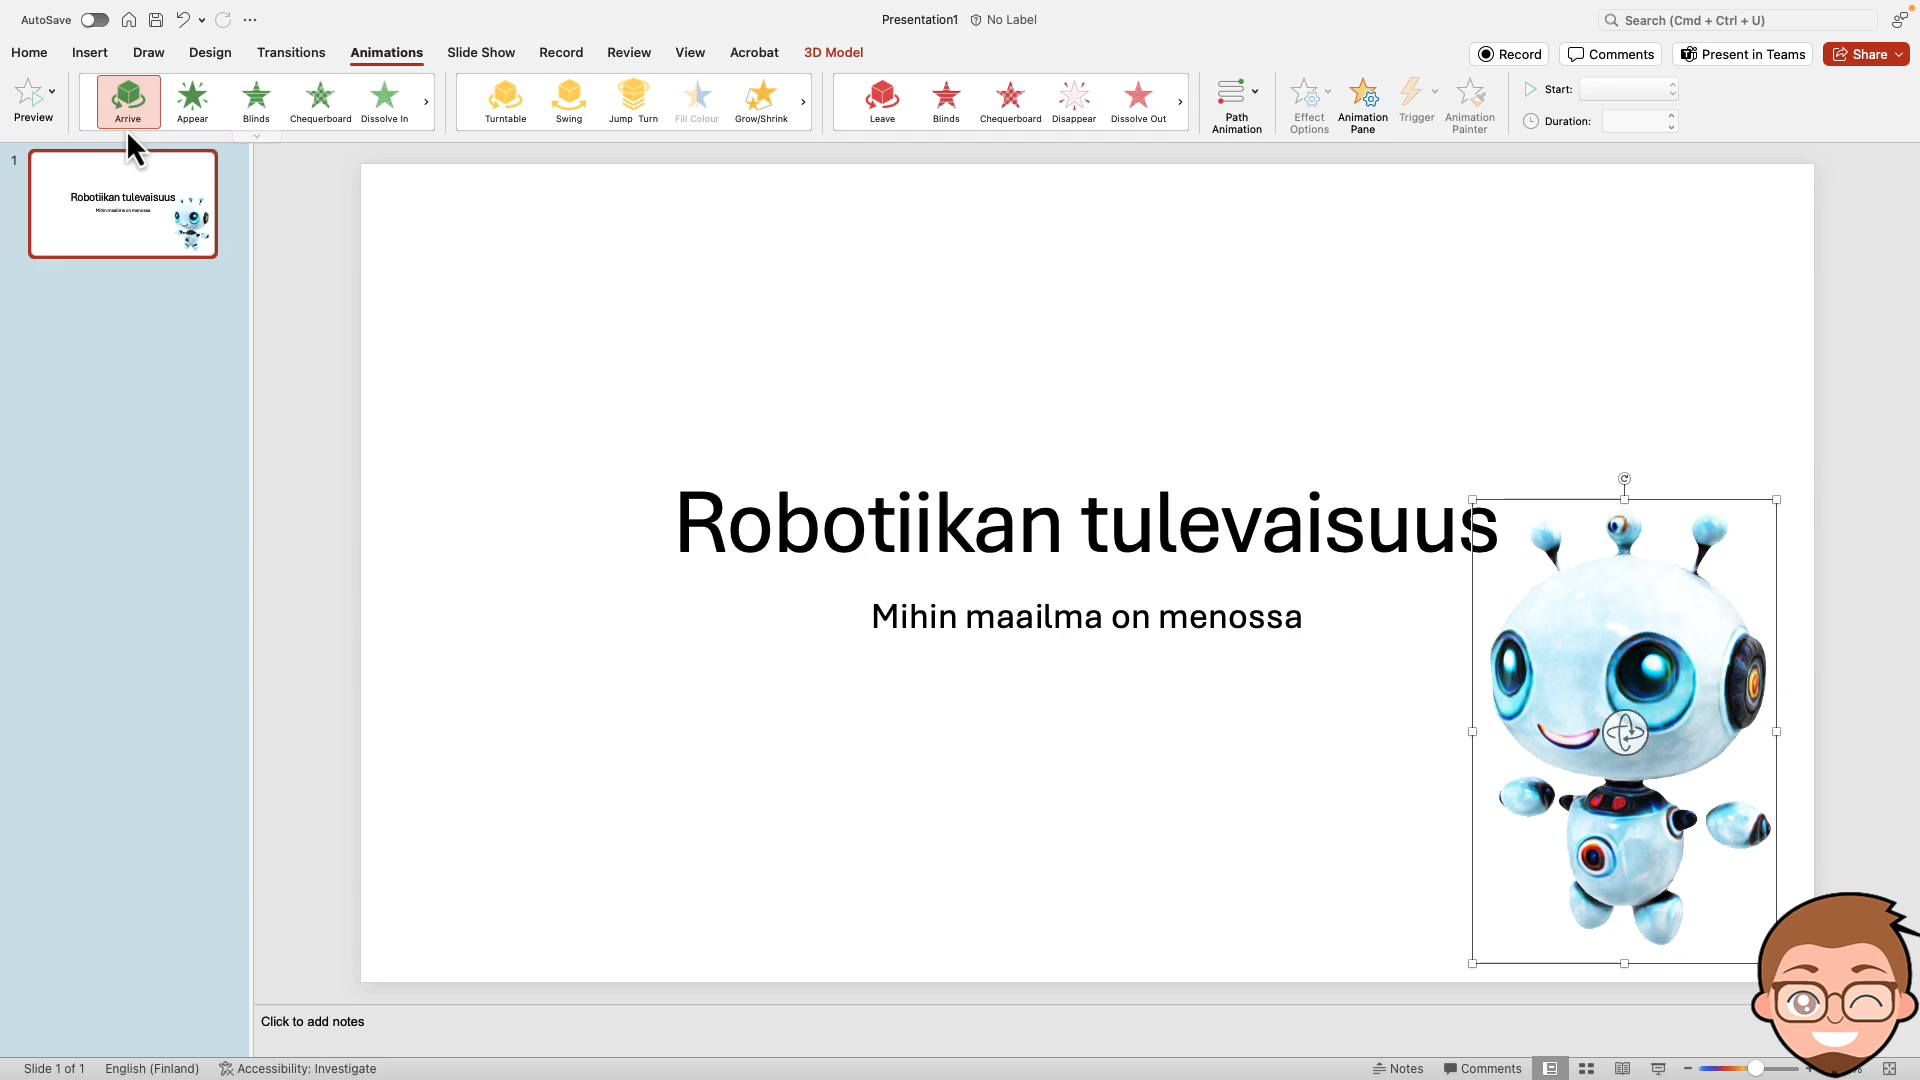 AutoSave
Presentation1
No Label
Search (Cmd + Ctrl + U)
Home Insert Draw Design Transitions Animations Slide Show Record Review View Acrobat 3D Model
Record Comments Present in Teams Share
Preview
Arrive Appear Blinds Chequerboard Dissolve In
Turntable Swing Jump Turn Fill Colour Grow/Shrink
Leave Blinds Chequerboard Disappear Dissolve Out
Path Animation
Effect Options
Animation Pane
Trigger
Animation Painter
Start:
Duration:
1
Robotiikan tulevaisuus
Mihin maailma on menossa
Robotiikan tulevaisuus
Mihin maailma on menossa
Click to add notes
Slide 1 of 1 English (Finland) Accessibility: Investigate
Notes Comments